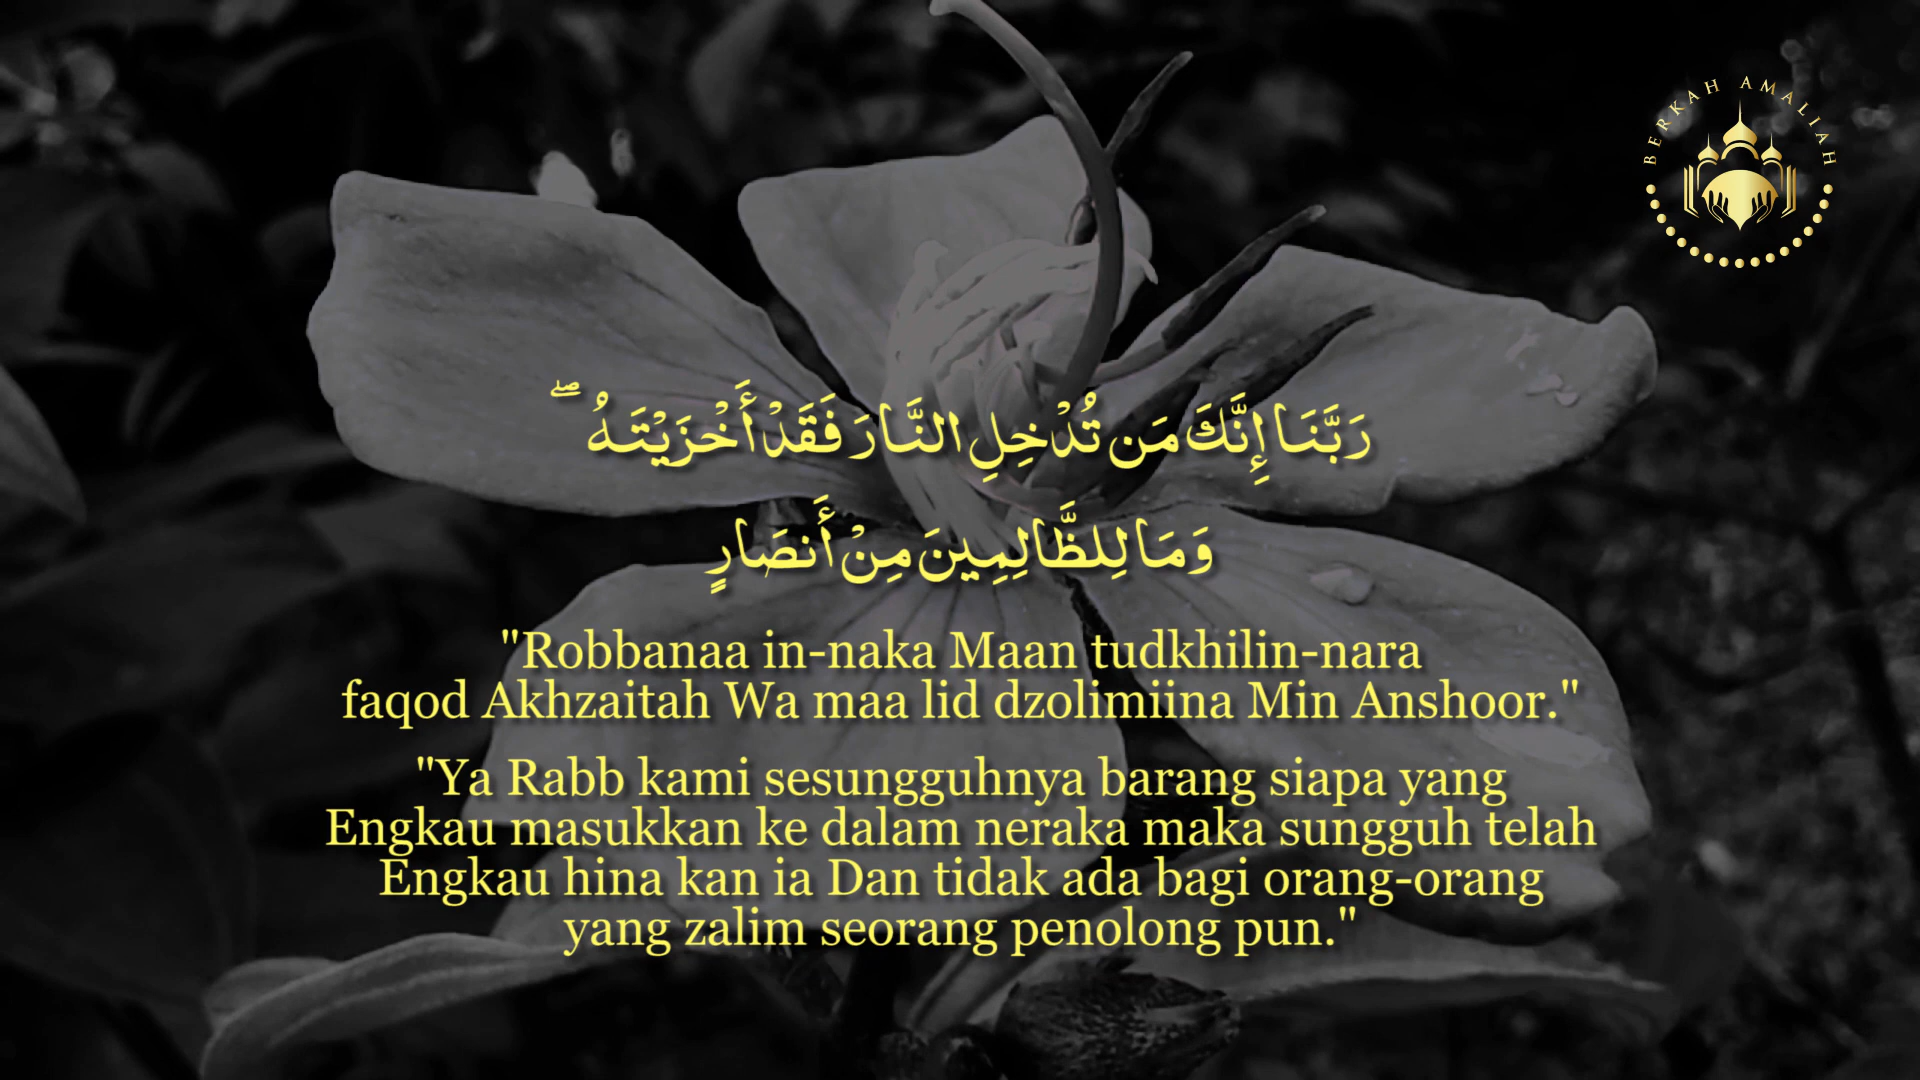 BERKAH AMALIAH
رَبَّنَا إِنَّكَ مَن تُدْخِلِ النَّارَ فَقَدْ أَخْزَيْتَهُ ۖ
وَمَا لِلظَّالِمِينَ مِنْ أَنصَارٍ
"Robbanaa in-naka Maan tudkhilin-nara
faqod Akhzaitah Wa maa lid dzolimiina Min Anshoor."
"Ya Rabb kami sesungguhnya barang siapa yang
Engkau masukkan ke dalam neraka maka sungguh telah
Engkau hina kan ia Dan tidak ada bagi orang-orang
yang zalim seorang penolong pun."